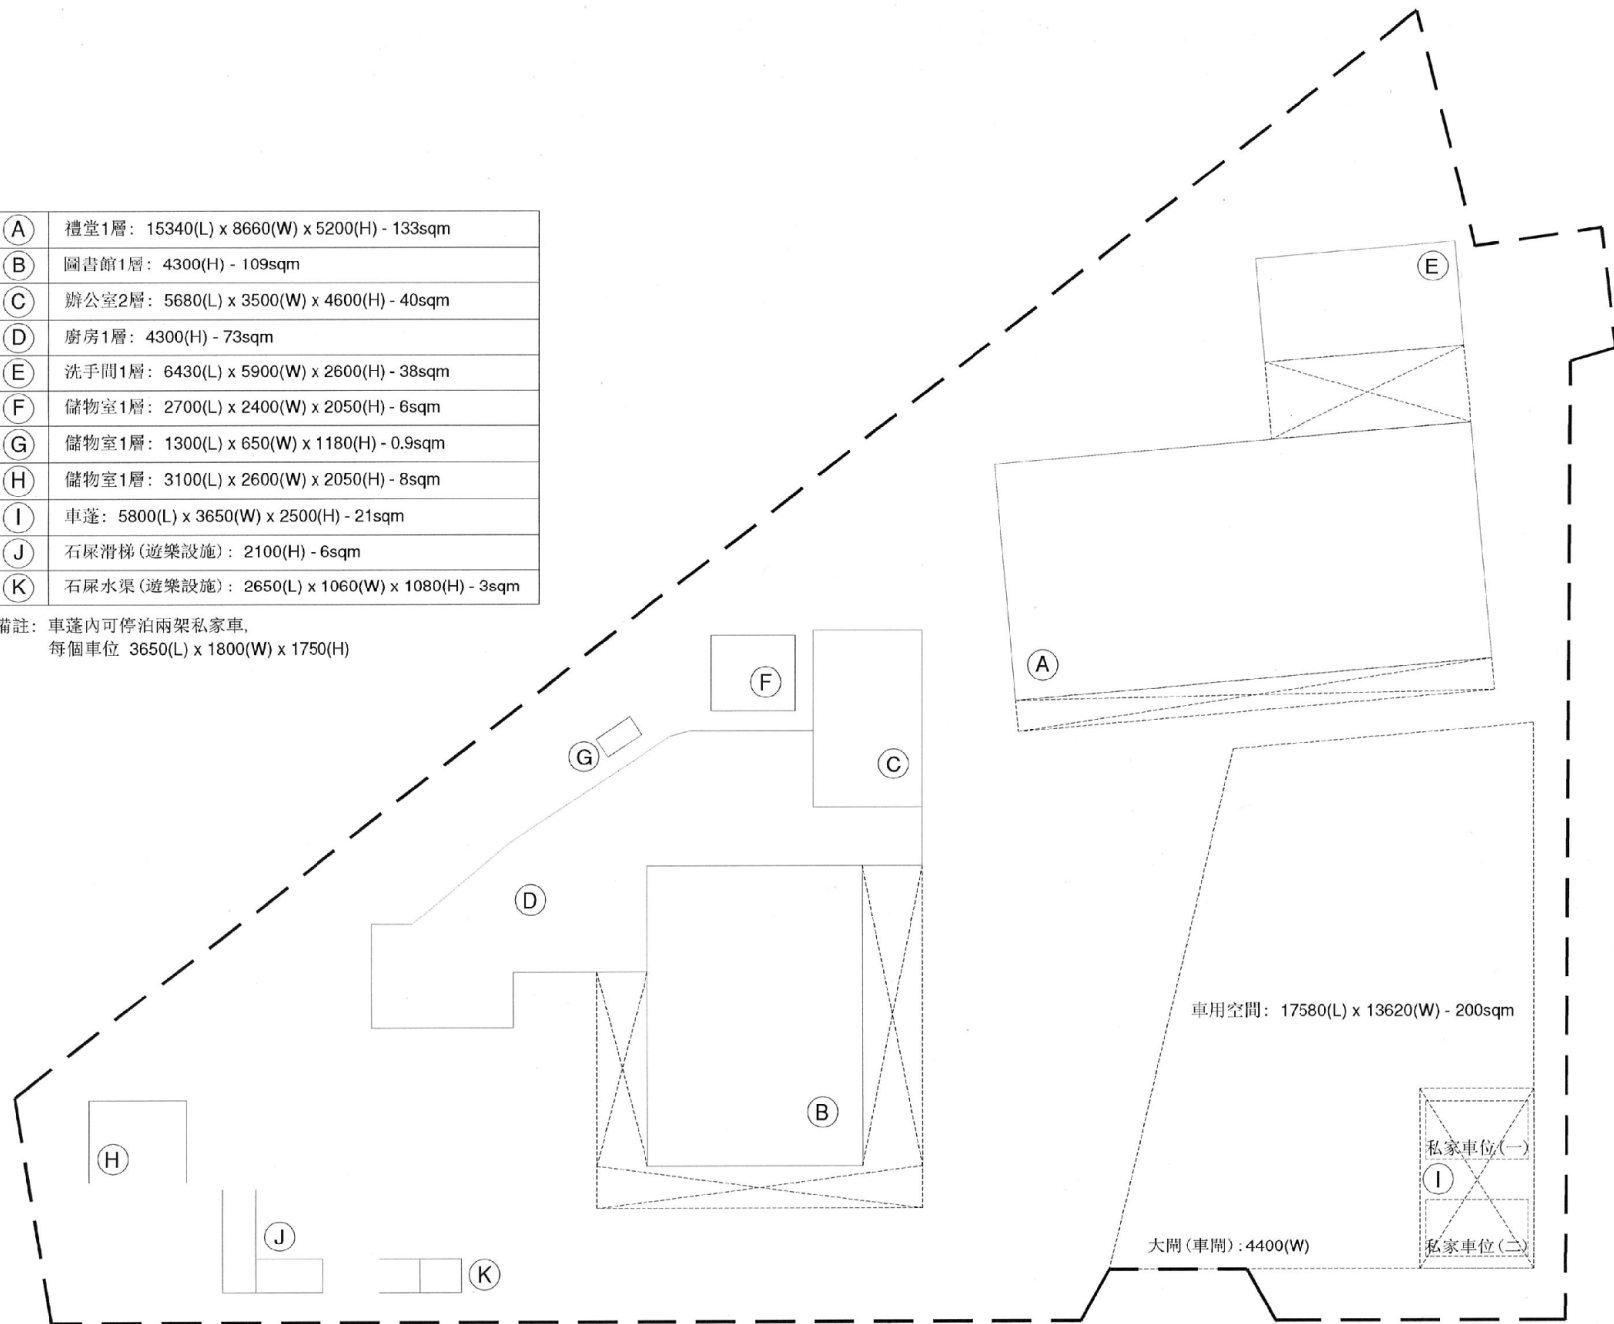 A 禮堂1層: 15340(L) x 8660(W) x 5200(H) - 133sqm
B 圖書館1層: 4300(H) - 109sqm
C 辦公室2層: 5680(L) x 3500(W) x 4600(H) - 40sqm
D 廚房1層: 4300(H) - 73sqm
E 洗手間1層: 6430(L) x 5900(W) x 2600(H) - 38sqm
F 儲物室1層: 2700(L) x 2400(W) x 2050(H) - 6sqm
G 儲物室1層: 1300(L) x 650(W) x 1180(H) - 0.9sqm
H 儲物室1層: 3100(L) x 2600(W) x 2050(H) - 8sqm
I 車蓬: 5800(L) x 3650(W) x 2500(H) - 21sqm
J 石屎滑梯(遊樂設施): 2100(H) - 6sqm
K 石屎水渠(遊樂設施): 2650(L) x 1060(W) x 1080(H) - 3sqm
備註: 車蓬內可停泊兩架私家車,
每個車位 3650(L) x 1800(W) x 1750(H)
E
A
F
G
C
D
車用空間: 17580(L) x 13620(W) - 200sqm
B
H
私家車位(一)
I
J
大閘(車閘):4400(W)
私家車位(二)
K